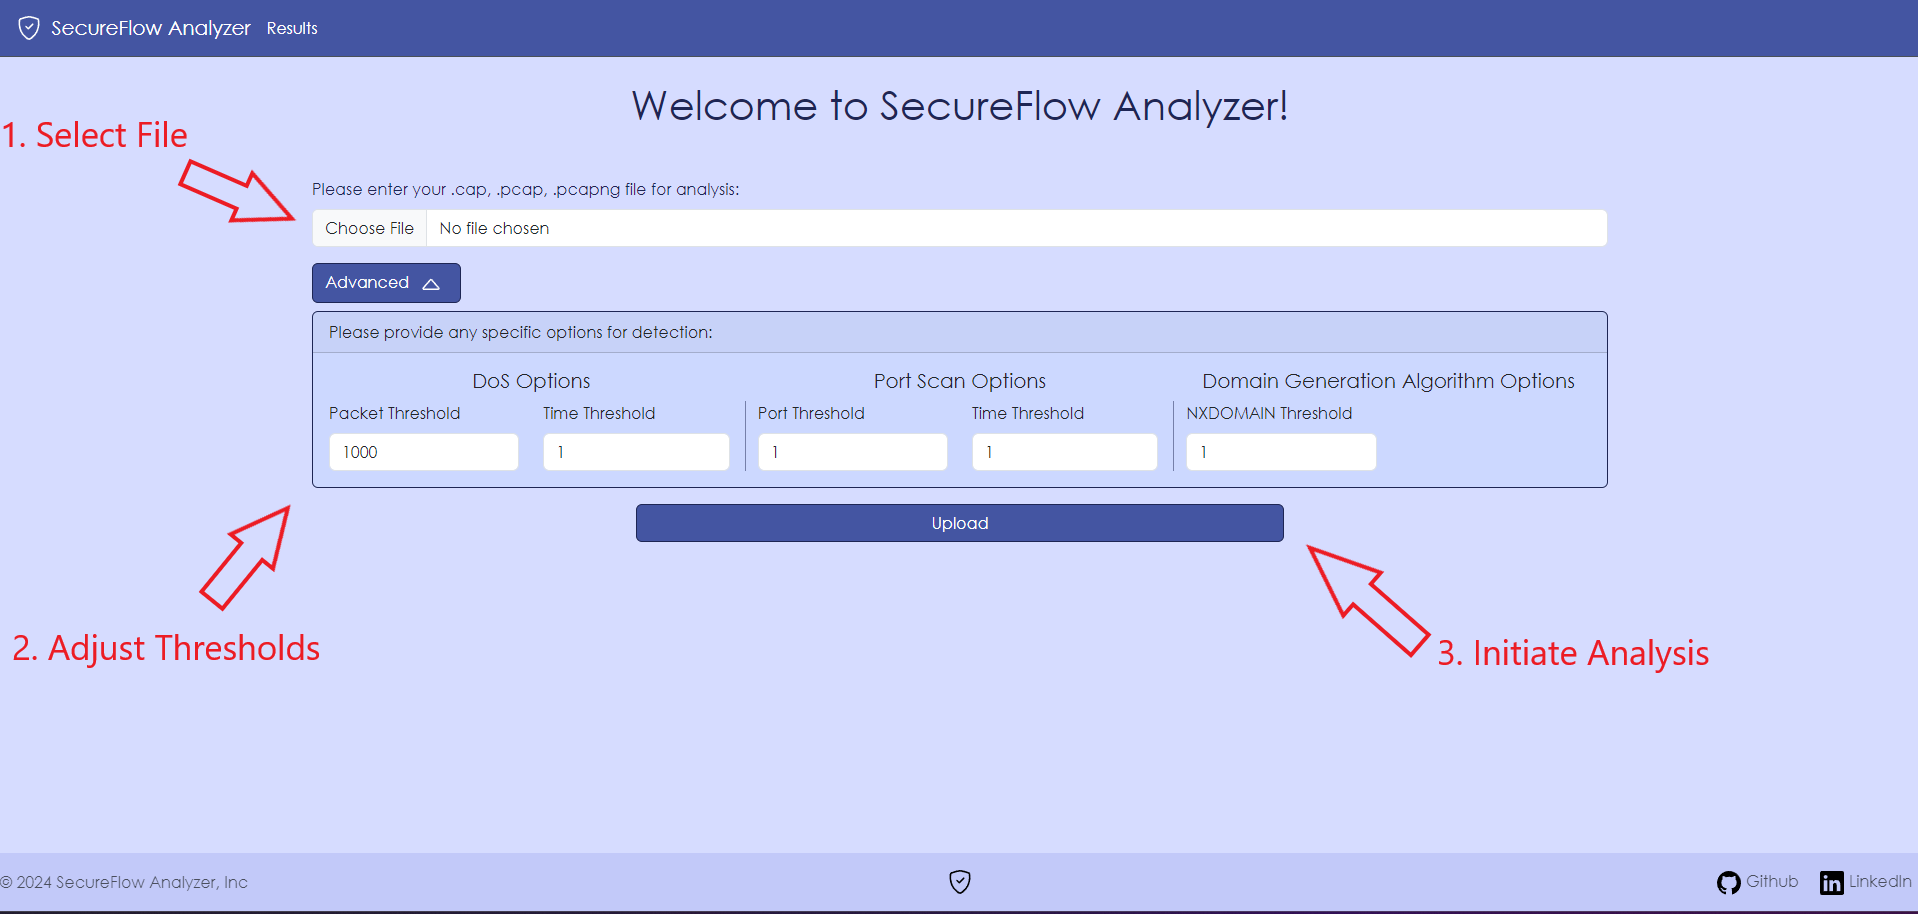 SecureFlow Analyzer Results
Welcome to SecureFlow Analyzer!
1. Select File
Please enter your .cap, .pcap, .pcapng file for analysis:
Choose File No file chosen
Advanced
Please provide any specific options for detection:
DoS Options Port Scan Options Domain Generation Algorithm Options
Packet Threshold Time Threshold Port Threshold Time Threshold NXDOMAIN Threshold
1000 1 1 1 1
Upload
2. Adjust Thresholds
3. Initiate Analysis
© 2024 SecureFlow Analyzer, Inc Github LinkedIn